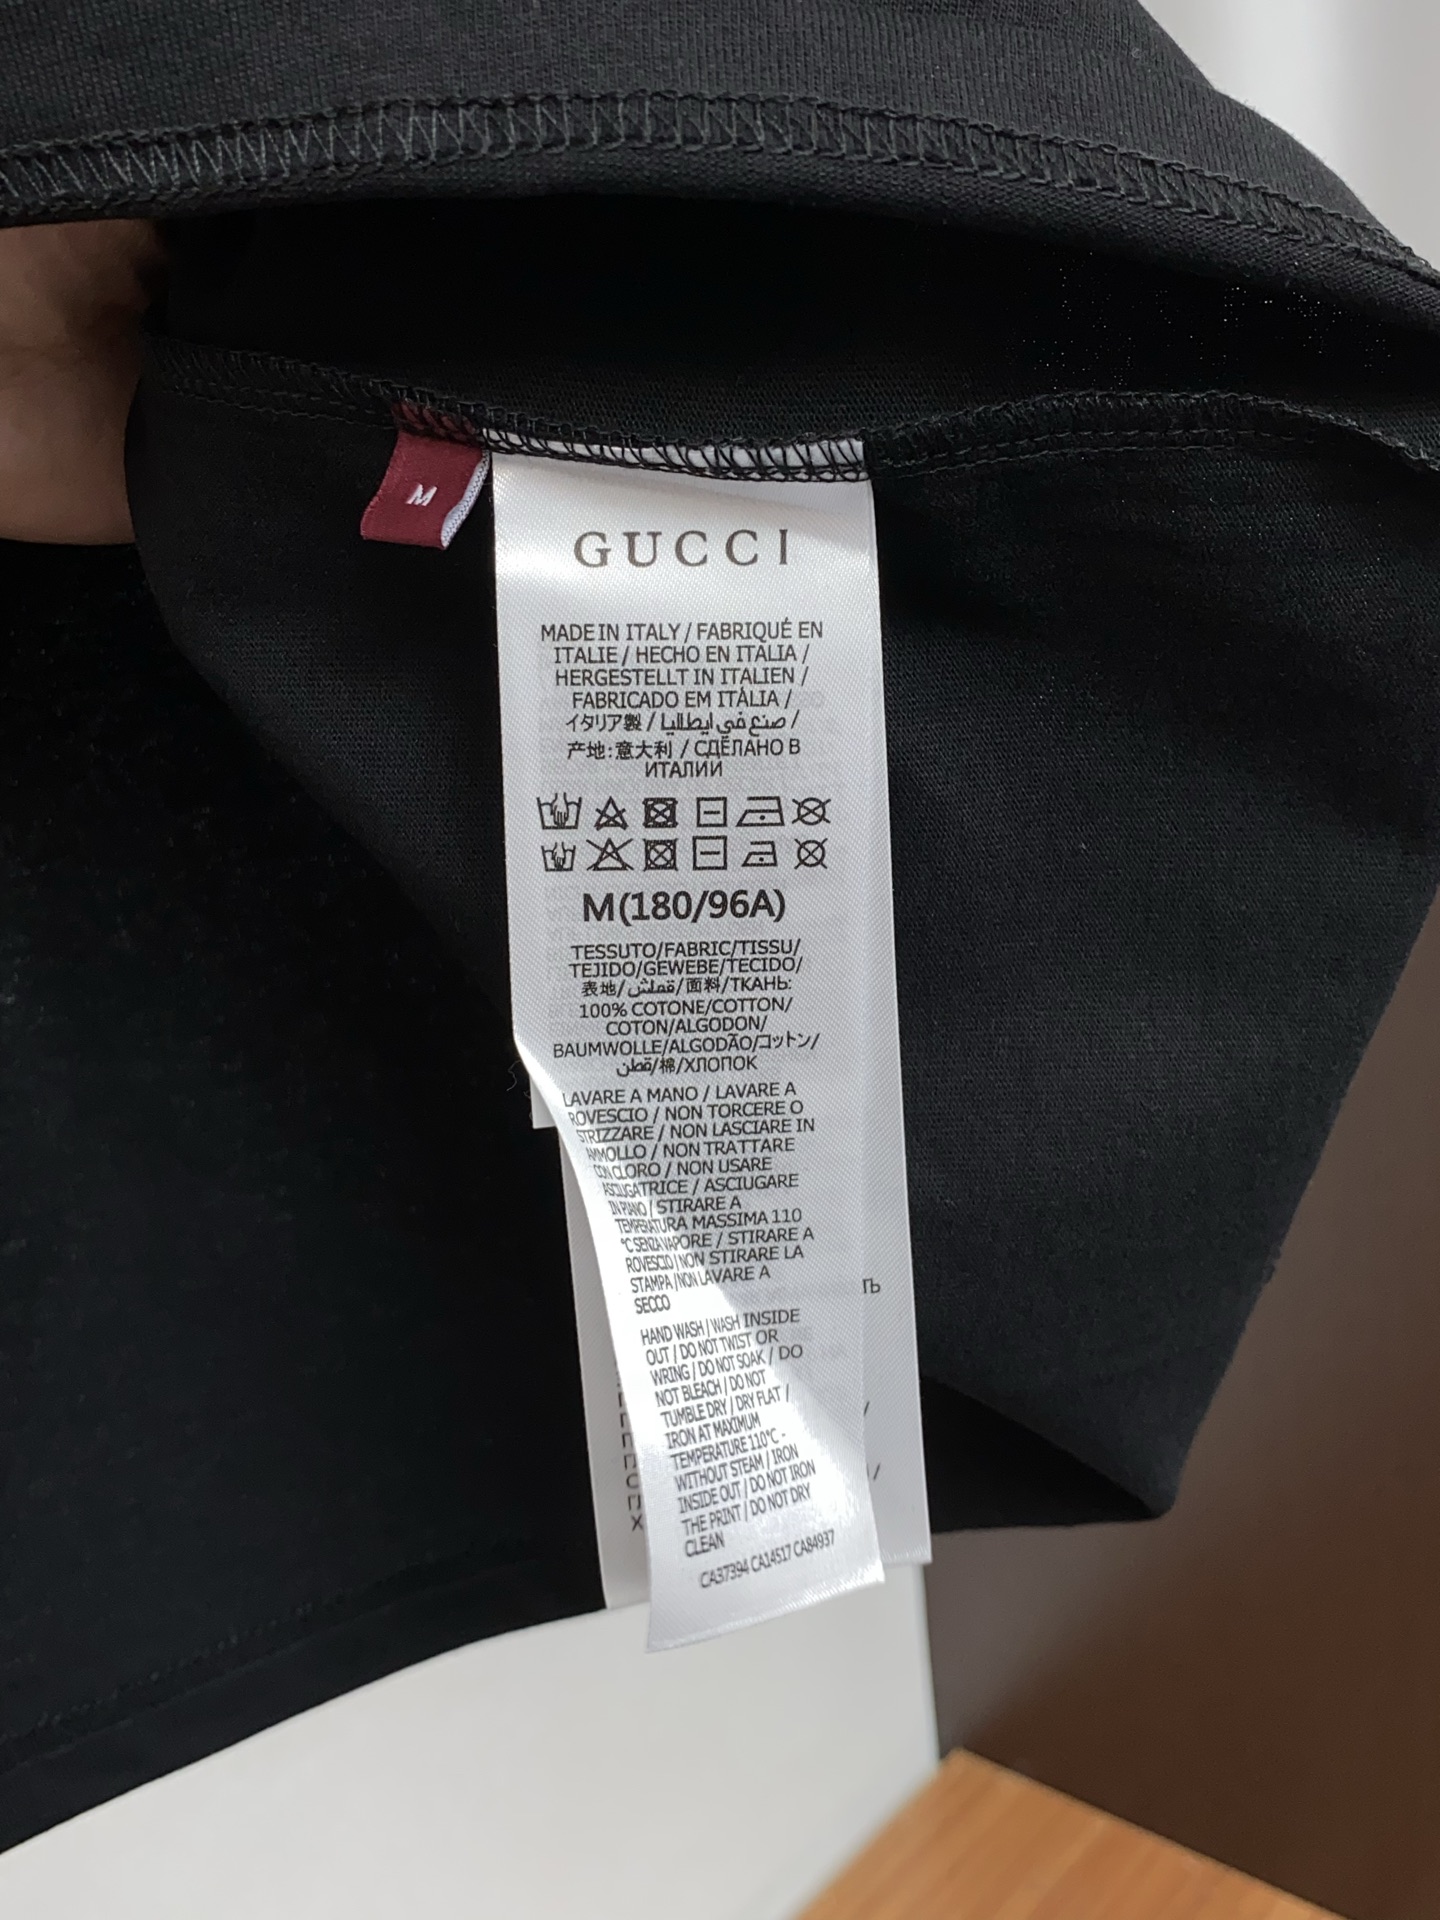 M
GUCCI
MADE IN ITALY / FABRIQUÉ EN
ITALIE / HECHO EN ITALIA /
HERGESTELLT IN ITALIEN /
FABRICADO EM ITÁLIA /
イタリア製 / صنع في ايطاليا /
产地:意大利 / СДЕЛАНО В
ИТАЛИИ
M(180/96A)
TESSUTO/FABRIC/TISSU/
TEJIDO/GEWEBE/TECIDO/
表地/قماش/面料/ТКАНЬ:
100% COTONE/COTTON/
COTON/ALGODON/
BAUMWOLLE/ALGODÃO/コットン/
قطن/棉/ХЛОПОК
LAVARE A MANO / LAVARE A
ROVESCIO / NON TORCERE O
STRIZZARE / NON LASCIARE IN
AMMOLLO / NON TRATTARE
CON CLORO / NON USARE
ASCIUGATRICE / ASCIUGARE
IN PIANO / STIRARE A
TEMPERATURA MASSIMA 110
°C SENZA VAPORE / STIRARE A
ROVESCIO / NON STIRARE LA
STAMPA / NON LAVARE A
SECCO
HAND WASH / WASH INSIDE
OUT / DO NOT TWIST OR
WRING / DO NOT SOAK / DO
NOT BLEACH / DO NOT
TUMBLE DRY / DRY FLAT /
IRON AT MAXIMUM
TEMPERATURE 110°C -
WITHOUT STEAM / IRON
INSIDE OUT / DO NOT IRON
THE PRINT / DO NOT DRY
CLEAN
CA37394 CA14517 CA84937